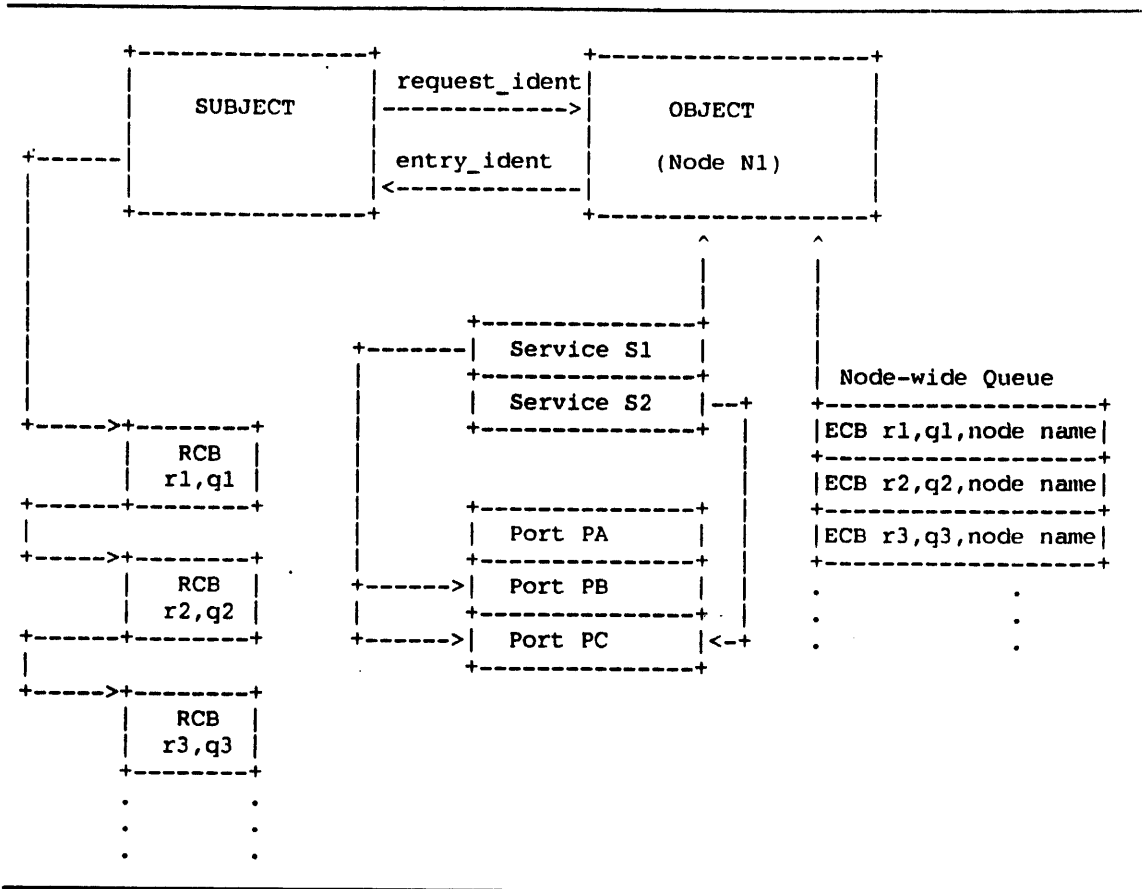 request_ident
SUBJECT
OBJECT
entry_ident
(Node N1)
Service S1
Node-wide Queue
Service S2
ECB r1,q1,node name
RCB
r1,q1
ECB r2,q2,node name
Port PA
ECB r3,q3,node name
RCB
Port PB
r2,q2
Port PC
RCB
r3,q3